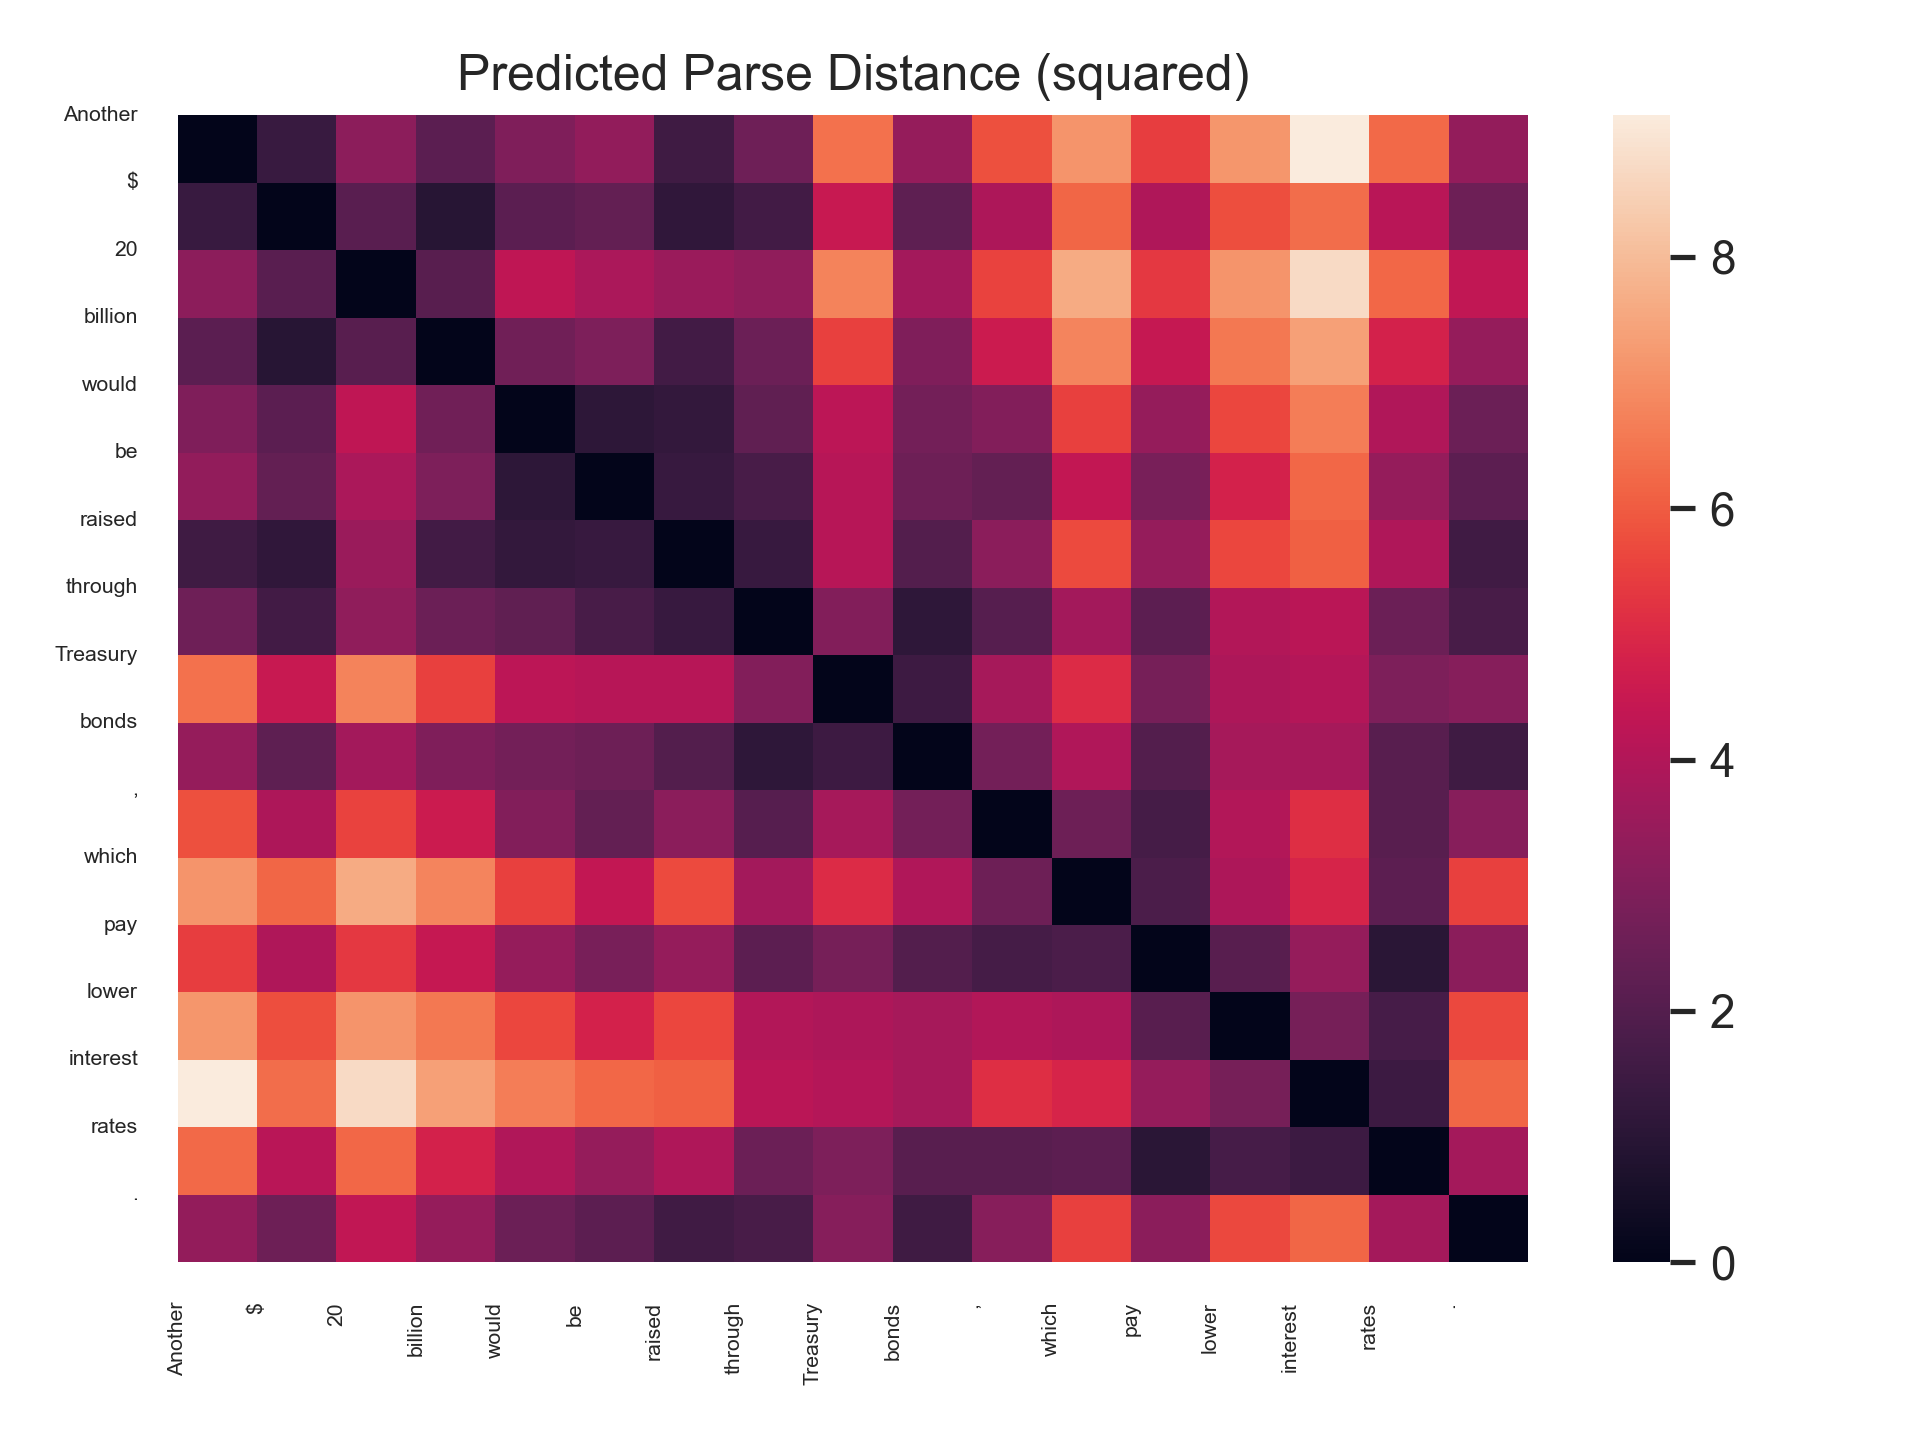 Predicted Parse Distance (squared)
Another
$
20
billion
would
be
raised
through
Treasury
bonds
,
which
pay
lower
interest
rates
.
8
6
4
2
0
Another
$
20
billion
would
be
raised
through
Treasury
bonds
,
which
pay
lower
interest
rates
.